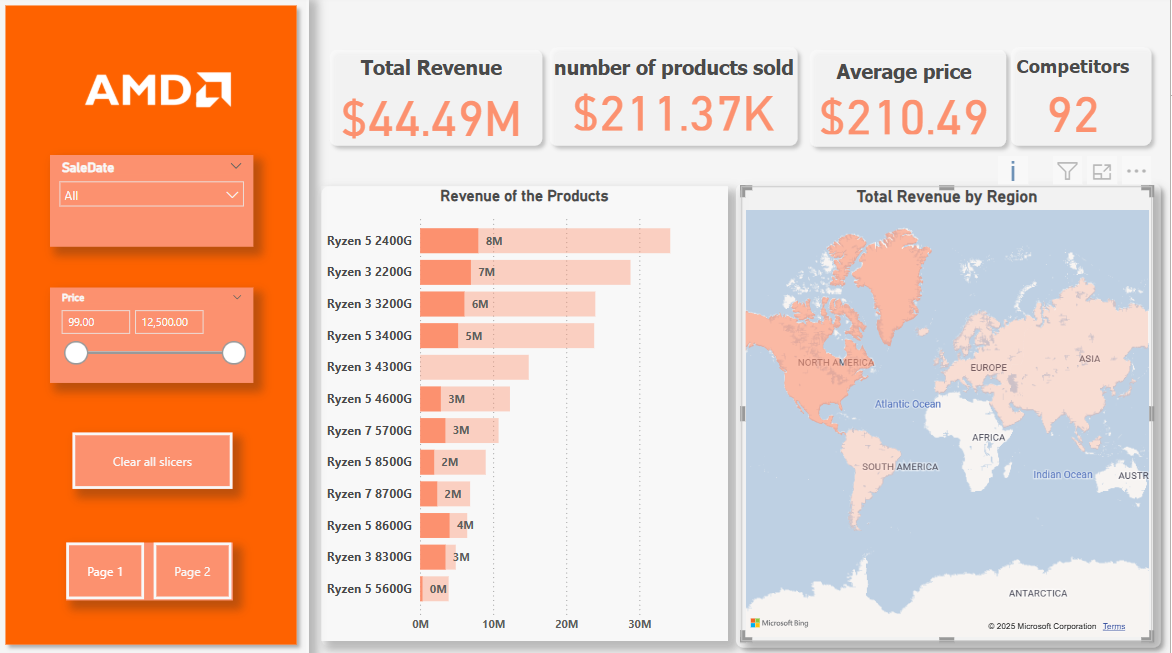 AMD
SaleDate
All
Price
99.00
12,500.00
Clear all slicers
Page 1
Page 2
Total Revenue
$44.49M
number of products sold
$211.37K
Average price
$210.49
Competitors
92
Revenue of the Products
Ryzen 5 2400G 8M
Ryzen 3 2200G 7M
Ryzen 3 3200G 6M
Ryzen 5 3400G 5M
Ryzen 3 4300G
Ryzen 5 4600G 3M
Ryzen 7 5700G 3M
Ryzen 5 8500G 2M
Ryzen 7 8700G 2M
Ryzen 5 8600G 4M
Ryzen 3 8300G 3M
Ryzen 5 5600G 0M
0M 10M 20M 30M
Total Revenue by Region
NORTH AMERICA
EUROPE
ASIA
Atlantic Ocean
AFRICA
SOUTH AMERICA
Indian Ocean
AUSTR
ANTARCTICA
Microsoft Bing
© 2025 Microsoft Corporation Terms